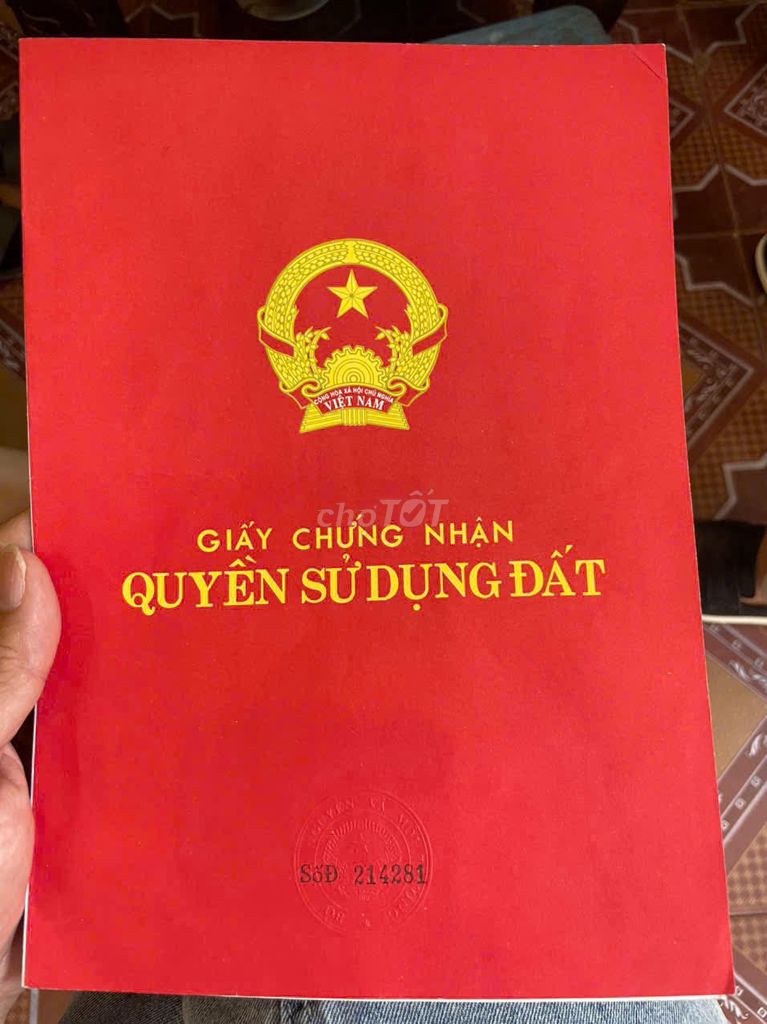 CỘNG HÒA XÃ HỘI CHỦ NGHĨA
VIỆT NAM
chợTỐT
GIẤY CHỨNG NHẬN
QUYỀN SỬ DỤNG ĐẤT
SốĐ 214281